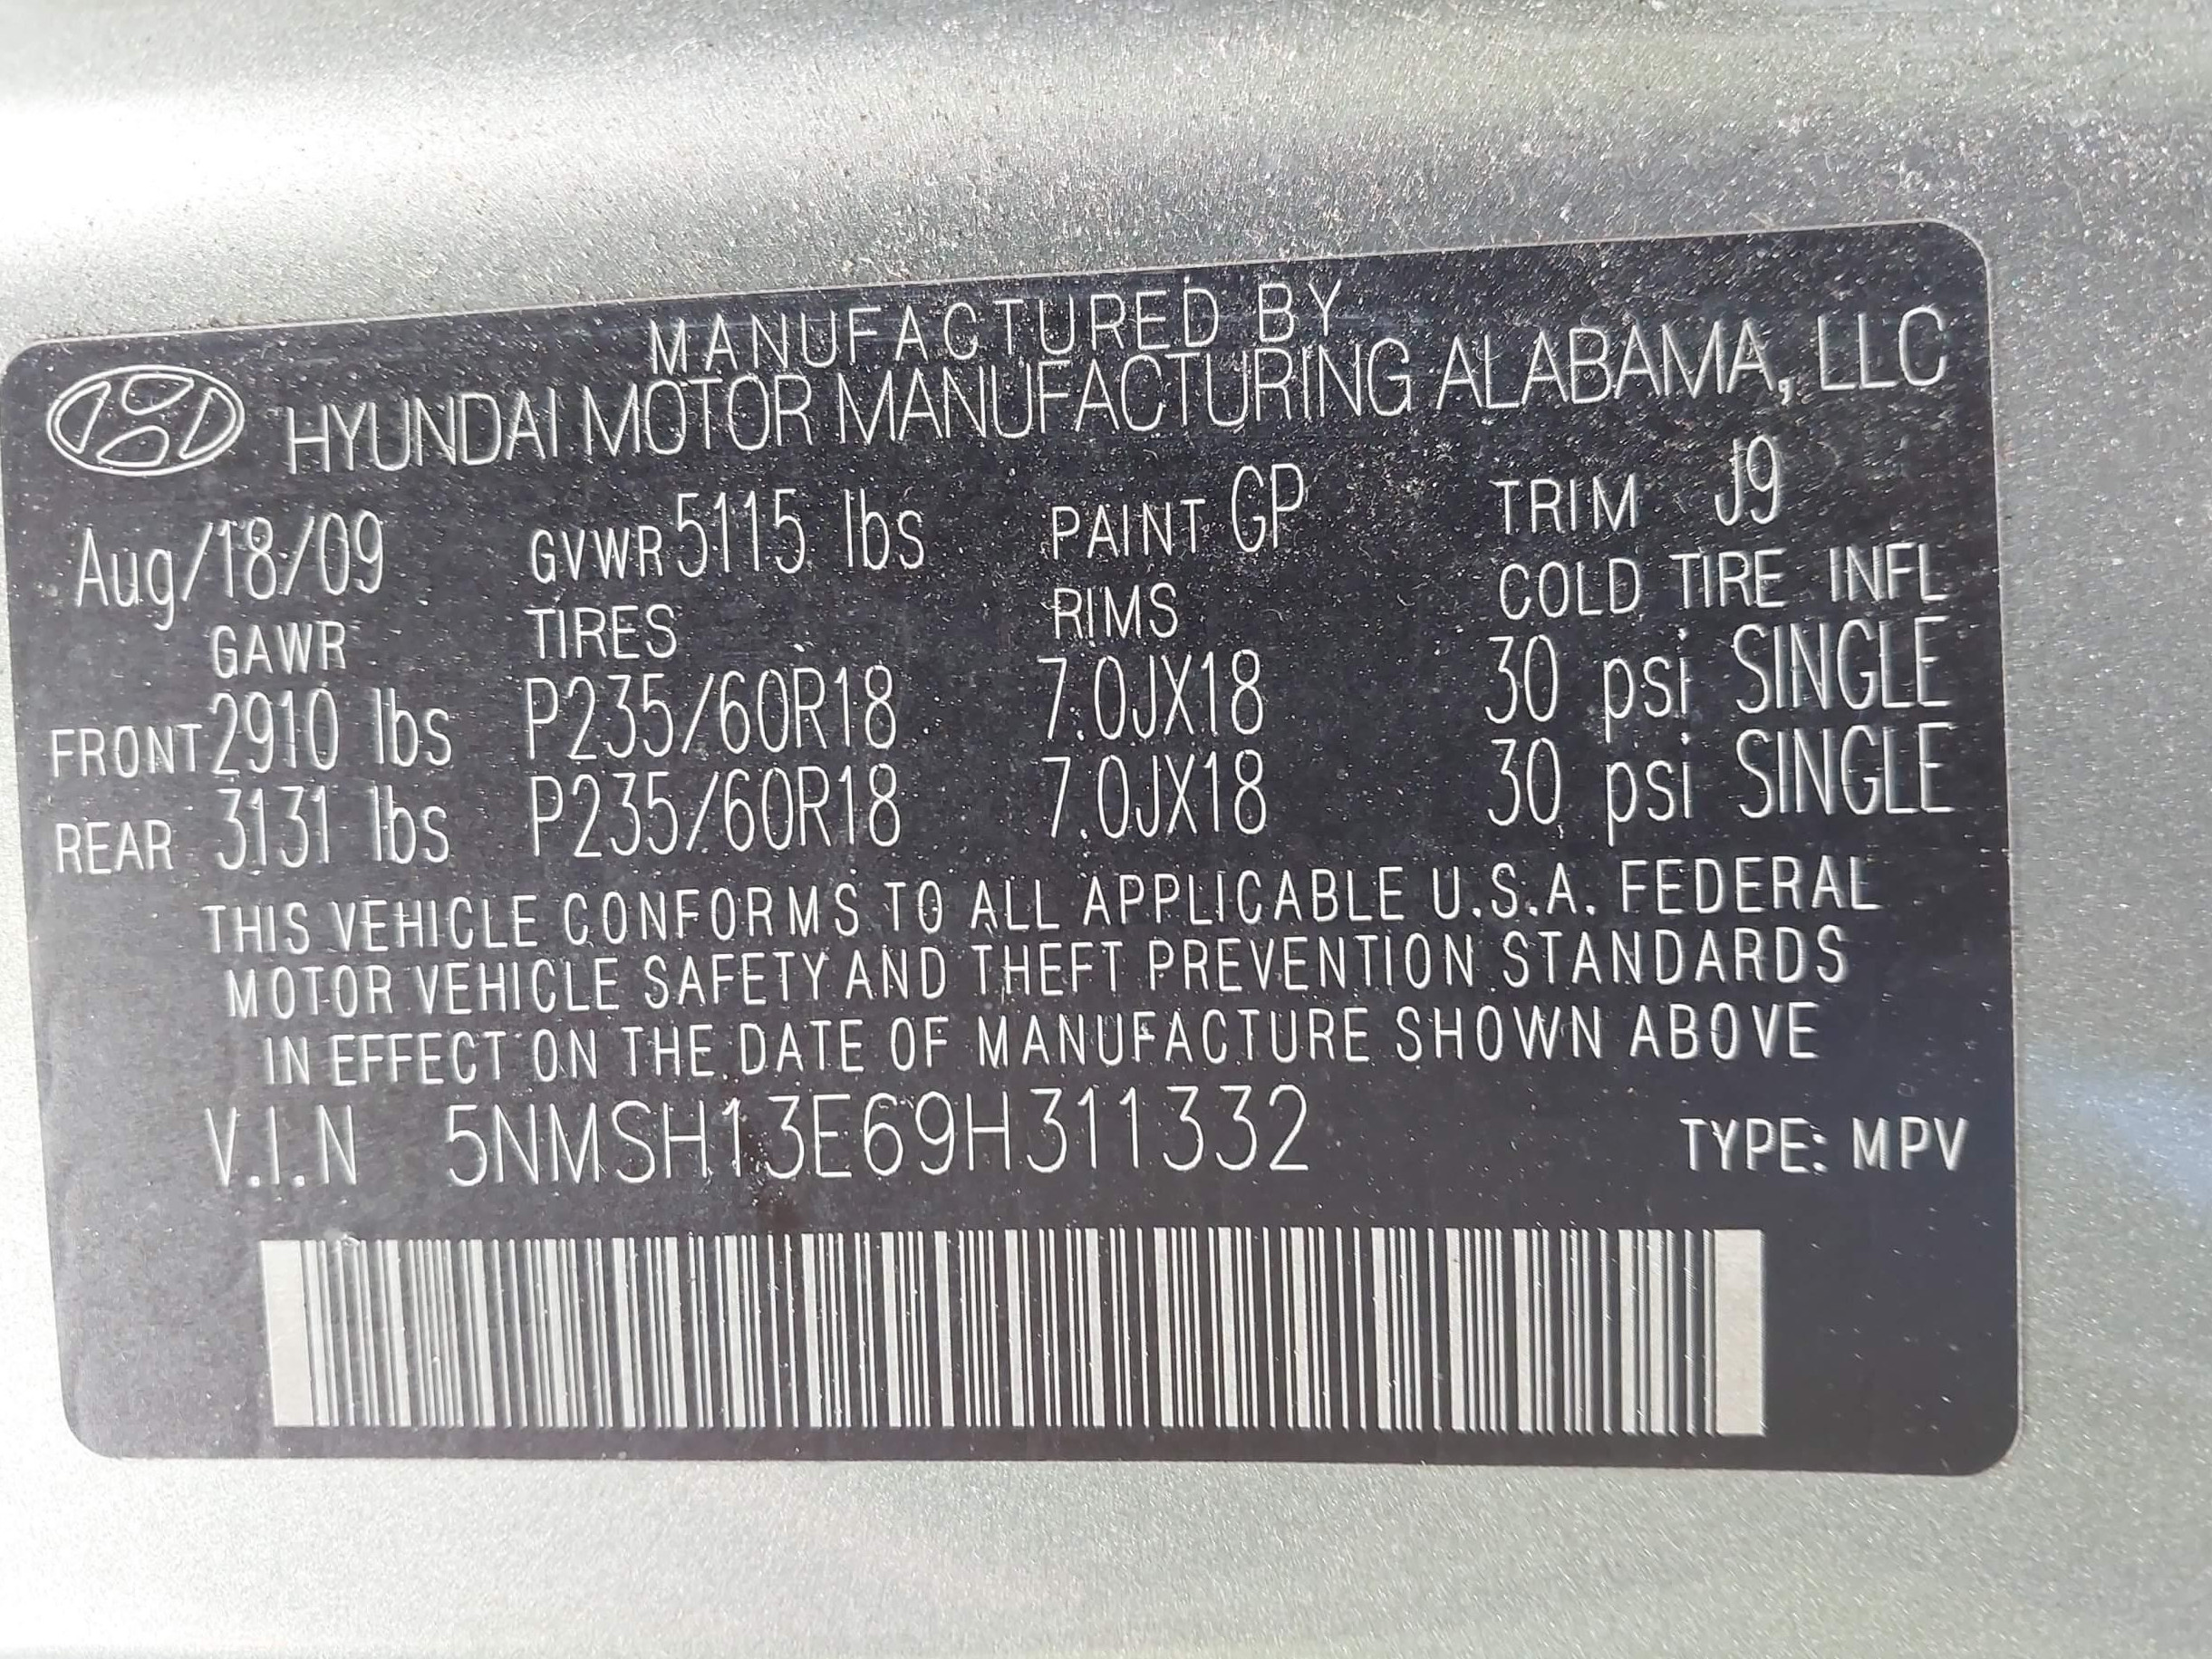 MANUFACTURED BY
HYUNDAI MOTOR MANUFACTURING ALABAMA, LLC
Aug/18/09 GVWR 5115 lbs PAINT GP TRIM J9
GAWR TIRES RIMS COLD TIRE INFL
FRONT 2910 lbs P235/60R18 7.0JX18 30 psi SINGLE
REAR 3131 lbs P235/60R18 7.0JX18 30 psi SINGLE
THIS VEHICLE CONFORMS TO ALL APPLICABLE U.S.A. FEDERAL
MOTOR VEHICLE SAFETY AND THEFT PREVENTION STANDARDS
IN EFFECT ON THE DATE OF MANUFACTURE SHOWN ABOVE
V.I.N 5NMSH13E69H311332 TYPE: MPV